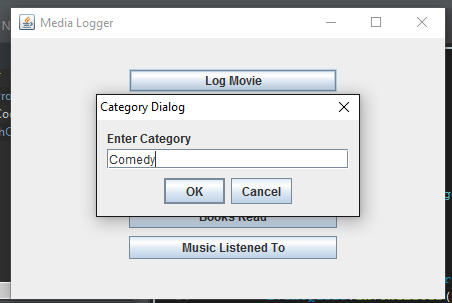 Media Logger
Log Movie
Category Dialog
Enter Category
Comedy
OK
Cancel
Books Read
Music Listened To